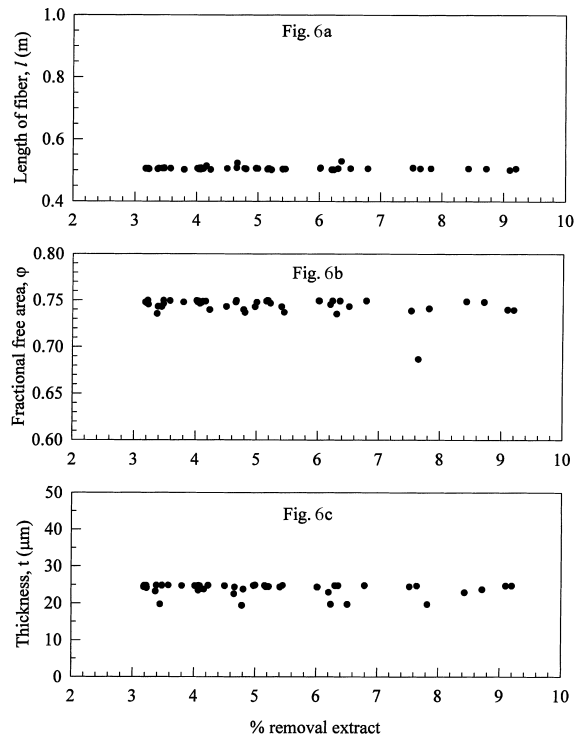 Fig. 6a
Length of fiber, l (m)
1.0
0.8
0.6
0.4
2 3 4 5 6 7 8 9 10
Fig. 6b
Fractional free area, φ
0.80
0.75
0.70
0.65
0.60
2 3 4 5 6 7 8 9 10
Fig. 6c
Thickness, t (μm)
50
40
30
20
10
0
2 3 4 5 6 7 8 9 10
% removal extract